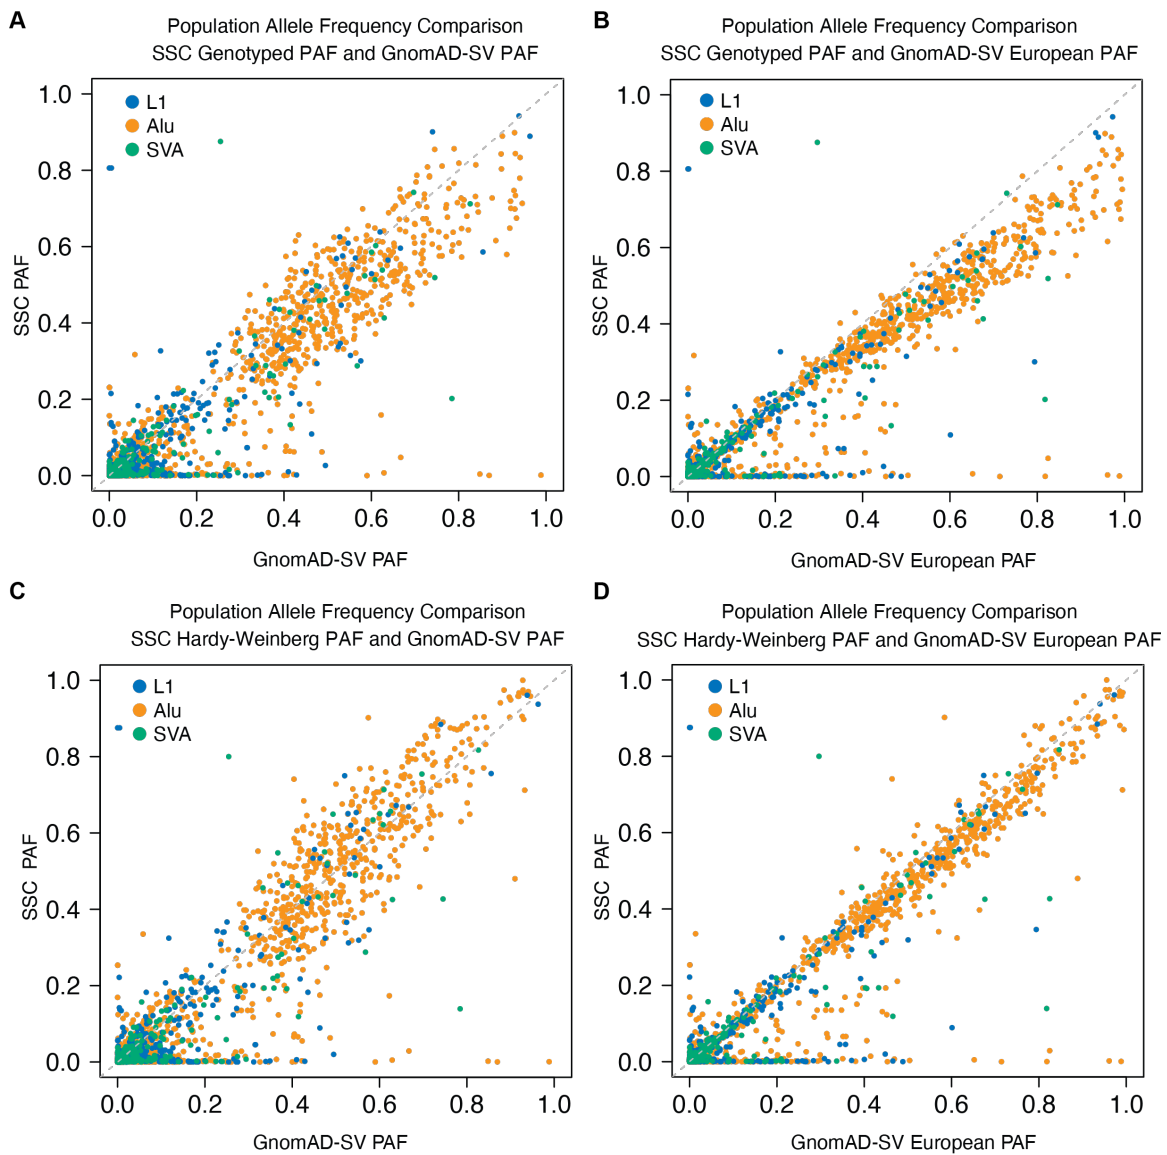 A
Population Allele Frequency Comparison
SSC Genotyped PAF and GnomAD-SV PAF
1.0
0.8
0.6
0.4
0.2
0.0
SSC PAF
L1
Alu
SVA
0.0 0.2 0.4 0.6 0.8 1.0
GnomAD-SV PAF
B
Population Allele Frequency Comparison
SSC Genotyped PAF and GnomAD-SV European PAF
1.0
0.8
0.6
0.4
0.2
0.0
SSC PAF
L1
Alu
SVA
0.0 0.2 0.4 0.6 0.8 1.0
GnomAD-SV European PAF
C
Population Allele Frequency Comparison
SSC Hardy-Weinberg PAF and GnomAD-SV PAF
1.0
0.8
0.6
0.4
0.2
0.0
SSC PAF
L1
Alu
SVA
0.0 0.2 0.4 0.6 0.8 1.0
GnomAD-SV PAF
D
Population Allele Frequency Comparison
SSC Hardy-Weinberg PAF and GnomAD-SV European PAF
1.0
0.8
0.6
0.4
0.2
0.0
SSC PAF
L1
Alu
SVA
0.0 0.2 0.4 0.6 0.8 1.0
GnomAD-SV European PAF